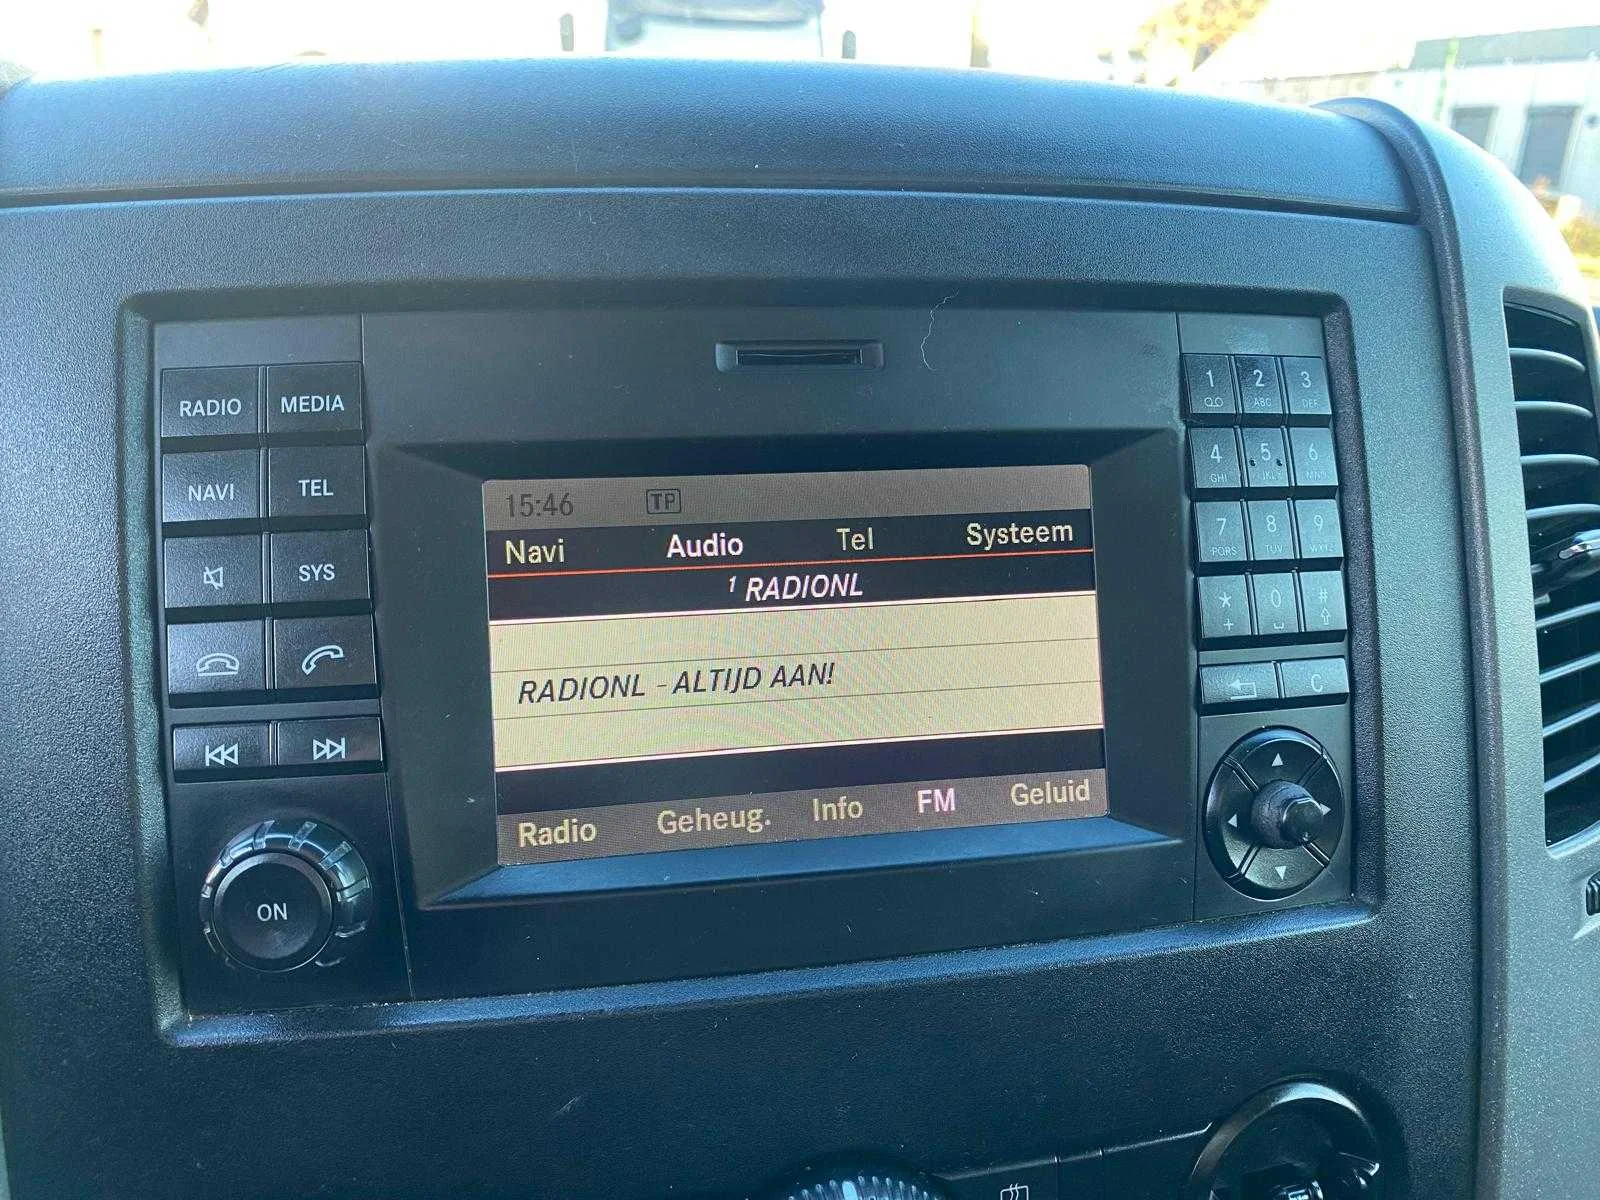 RADIO MEDIA
NAVI TEL
SYS
ON
15:46 TP
Navi Audio Tel Systeem
1 RADIONL
RADIONL - ALTIJD AAN!
Radio Geheug. Info FM Geluid
1 2 3
ABC DEF
4 5 6
GHI JKL MNO
7 8 9
PQRS TUV WXYZ
* 0 #
+
C